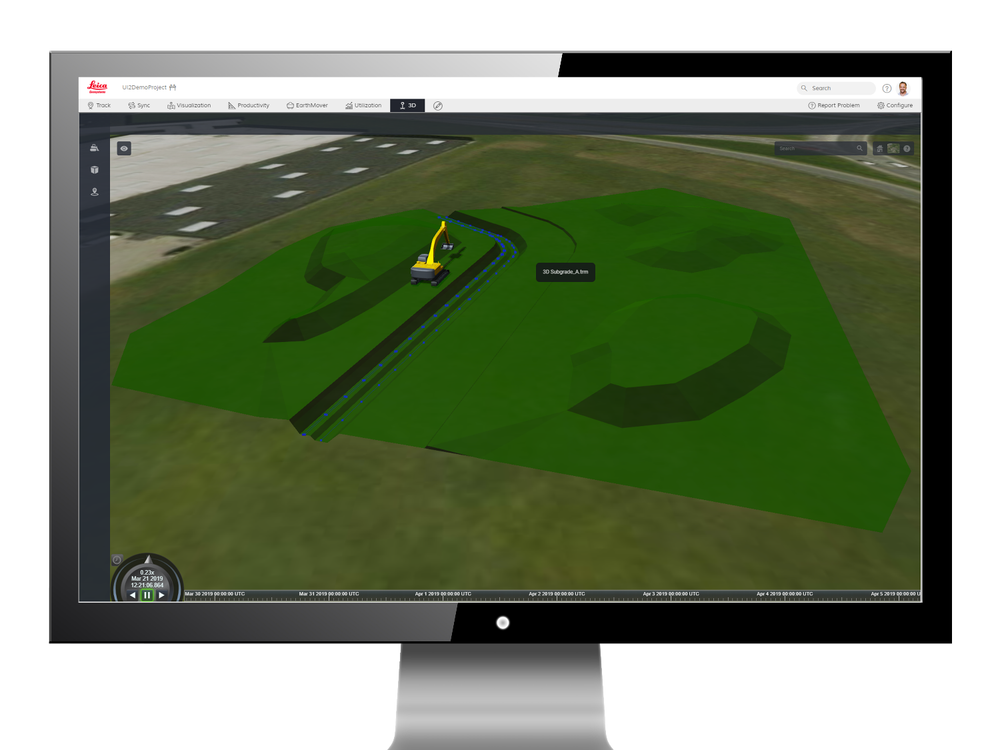 Leica
Geosystems
UI2DemoProject
Search
Track
Sync
Visualization
Productivity
EarthMover
Utilization
3D
Report Problem
Configure
Search
3D Subgrade_A.trm
0.23x
Mar 21 2019
12:21:06.864
Mar 30 2019 00:00:00 UTC
Mar 31 2019 00:00:00 UTC
Apr 1 2019 00:00:00 UTC
Apr 2 2019 00:00:00 UTC
Apr 3 2019 00:00:00 UTC
Apr 4 2019 00:00:00 UTC
Apr 5 2019 00:00:00 U